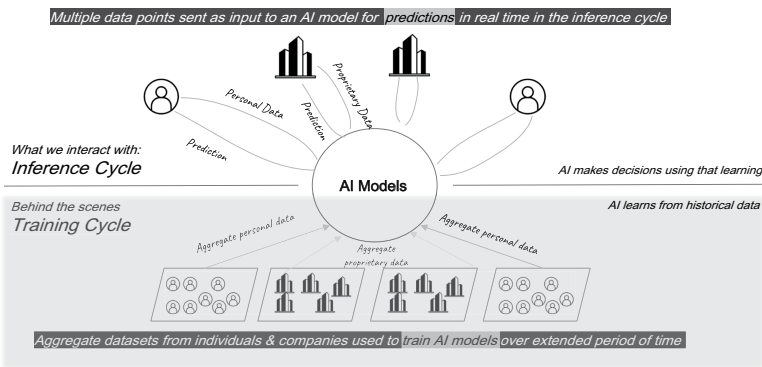 Multiple data points sent as input to an AI model for predictions in real time in the inference cycle
Personal Data
Prediction
Prediction
Proprietary Data
What we interact with:
Inference Cycle
AI Models
AI makes decisions using that learning
Behind the scenes
Training Cycle
AI learns from historical data
Aggregate personal data
Aggregate
proprietary data
Aggregate personal data
Aggregate datasets from individuals & companies used to train AI models over extended period of time